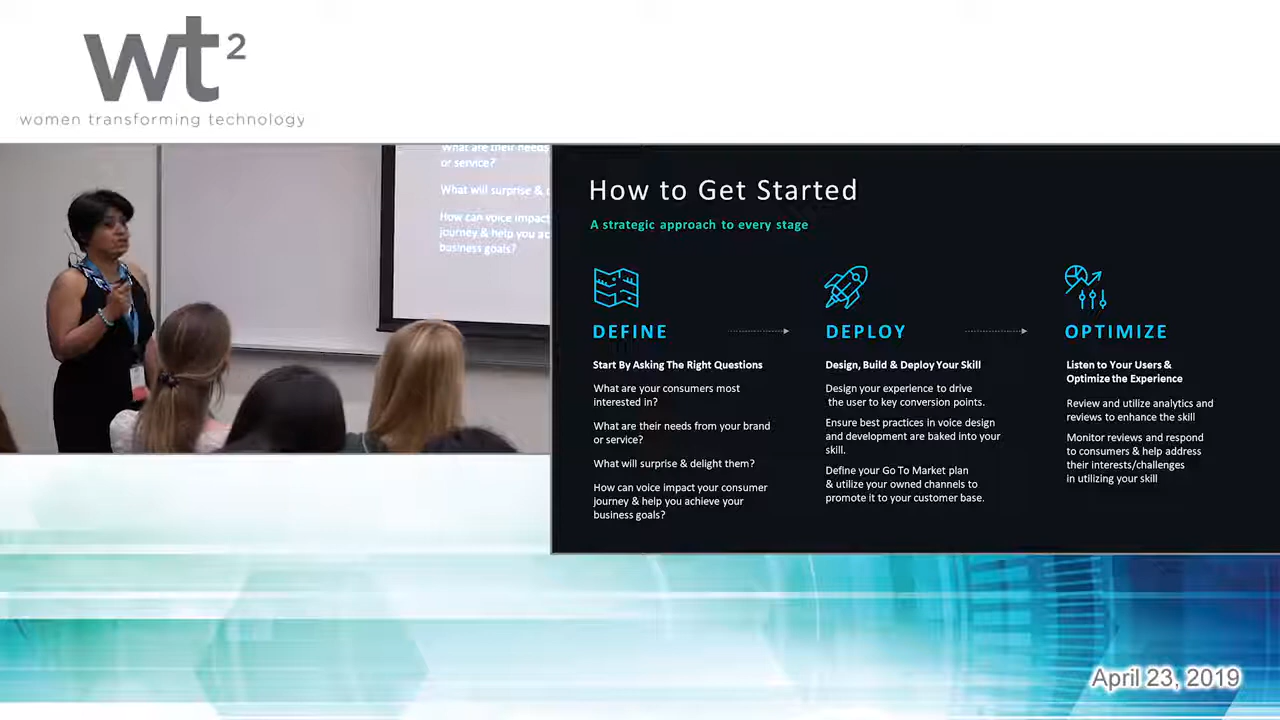 wt2
women transforming technology
What are their needs
or service?
What will surprise &
How can voice impact
journey & help you ac
business goals?
How to Get Started
A strategic approach to every stage
DEFINE
Start By Asking The Right Questions
What are your consumers most
interested in?
What are their needs from your brand
or service?
What will surprise & delight them?
How can voice impact your consumer
journey & help you achieve your
business goals?
DEPLOY
Design, Build & Deploy Your Skill
Design your experience to drive
the user to key conversion points.
Ensure best practices in voice design
and development are baked into your
skill.
Define your Go To Market plan
& utilize your owned channels to
promote it to your customer base.
OPTIMIZE
Listen to Your Users &
Optimize the Experience
Review and utilize analytics and
reviews to enhance the skill
Monitor reviews and respond
to consumers & help address
their interests/challenges
in utilizing your skill
April 23, 2019